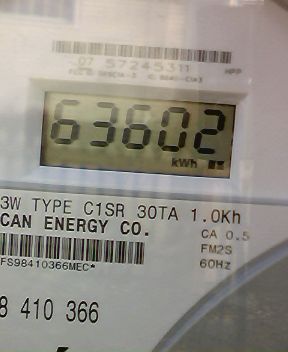 57245311
63602
kWh
3W TYPE C1SR 30TA 1.0Kh
CAN ENERGY CO.
CA 0.5
FM2S
FS98410366MEC*
60Hz
8 410 366